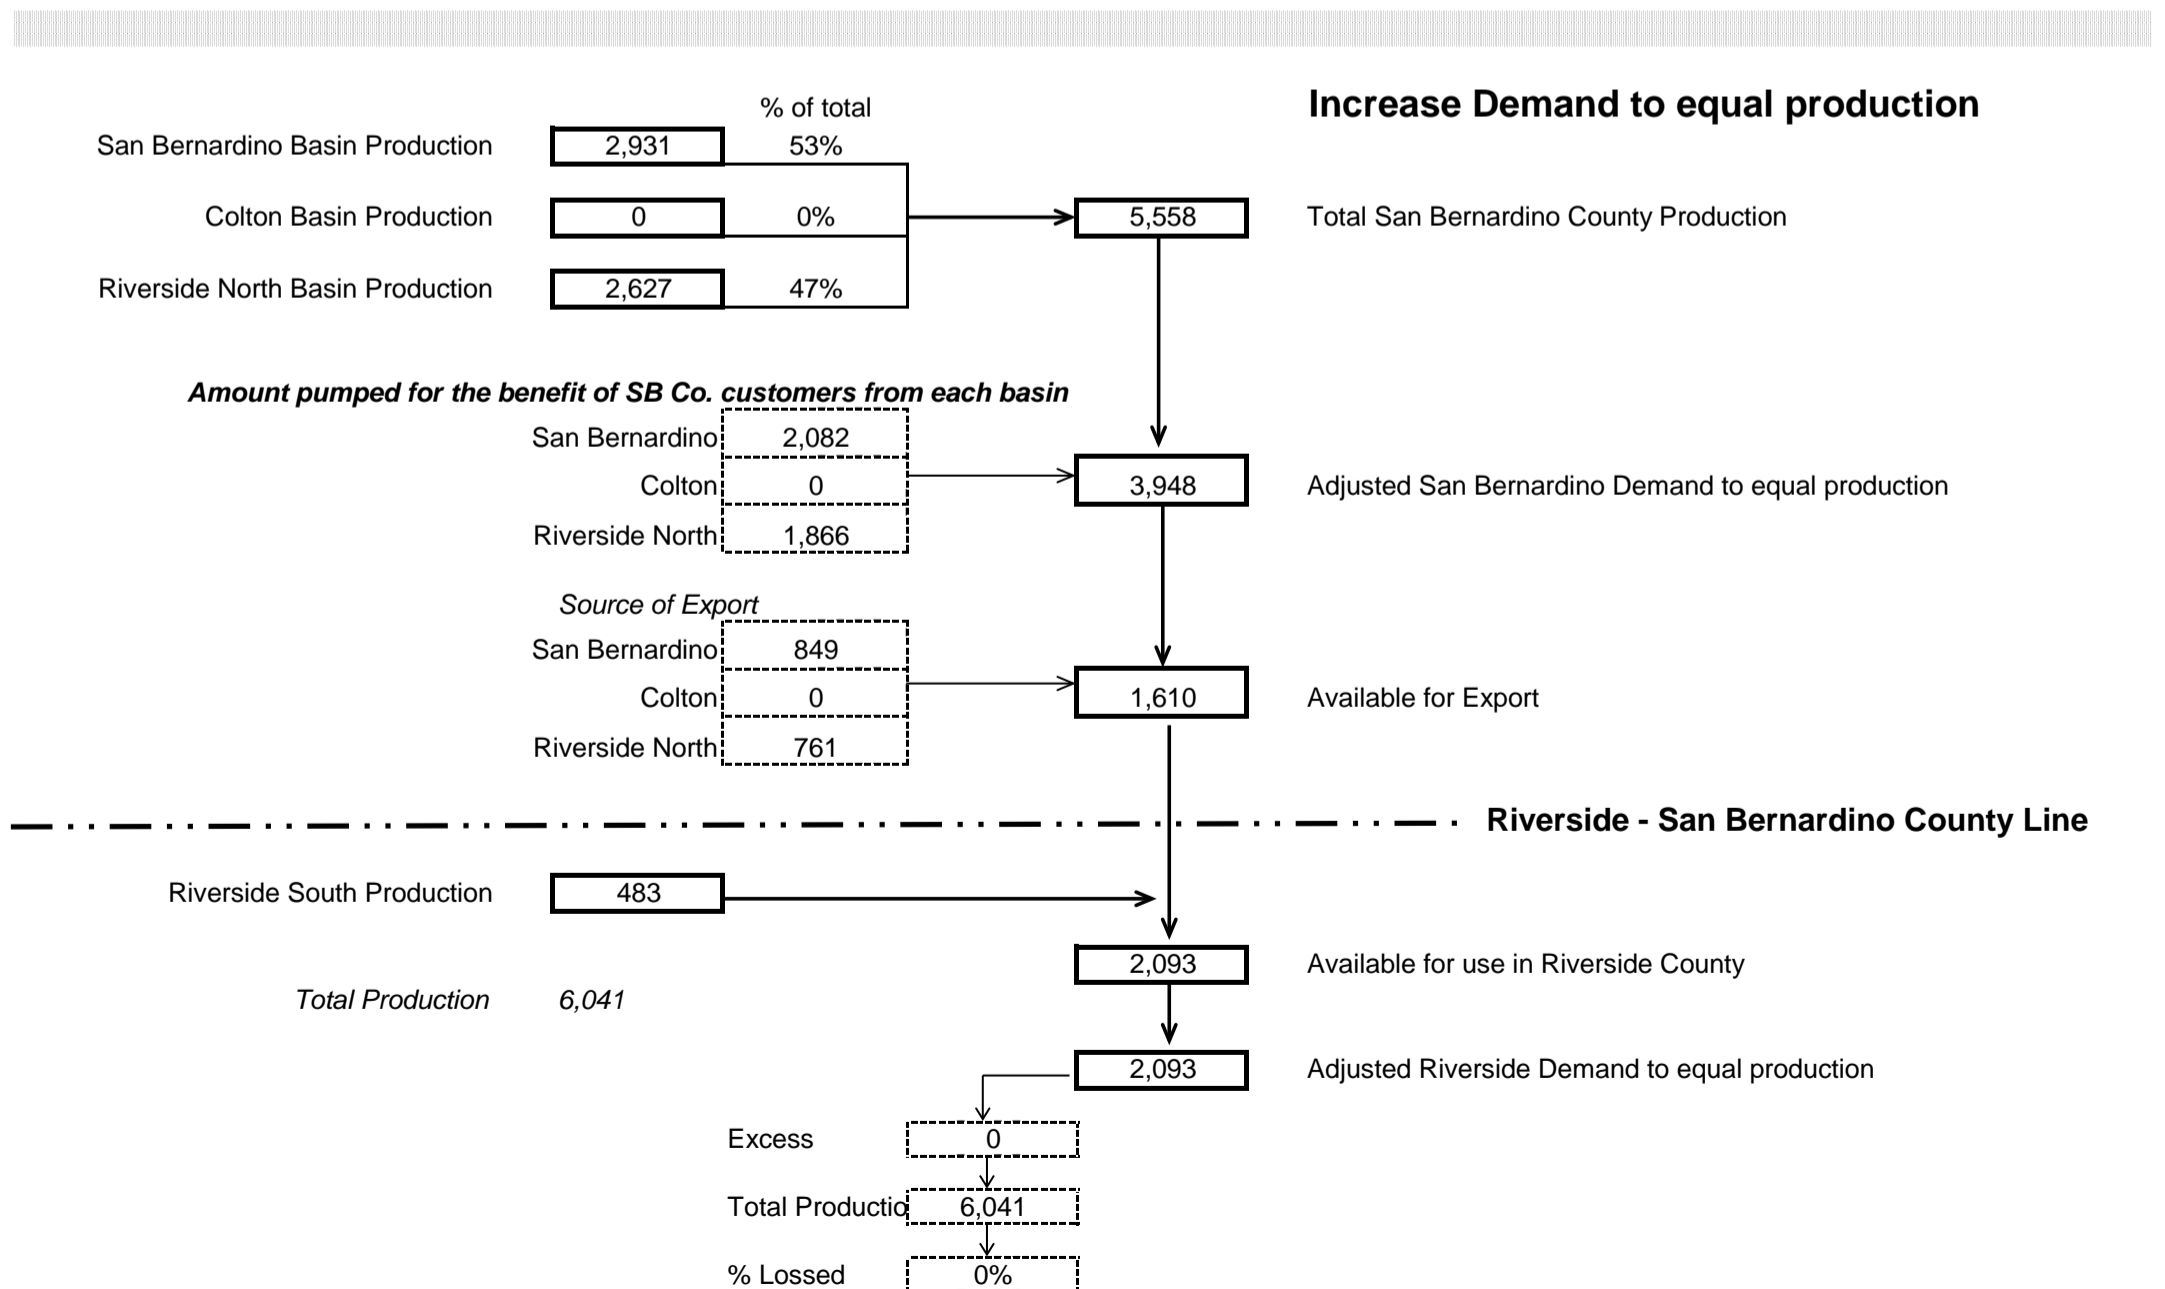 % of total
Increase Demand to equal production
San Bernardino Basin Production 2,931 53%
Colton Basin Production 0 0% 5,558 Total San Bernardino County Production
Riverside North Basin Production 2,627 47%
Amount pumped for the benefit of SB Co. customers from each basin
San Bernardino 2,082
Colton 0 3,948 Adjusted San Bernardino Demand to equal production
Riverside North 1,866
Source of Export
San Bernardino 849
Colton 0 1,610 Available for Export
Riverside North 761
Riverside - San Bernardino County Line
Riverside South Production 483
2,093 Available for use in Riverside County
Total Production 6,041
2,093 Adjusted Riverside Demand to equal production
Excess 0
Total Productio 6,041
% Lossed 0%